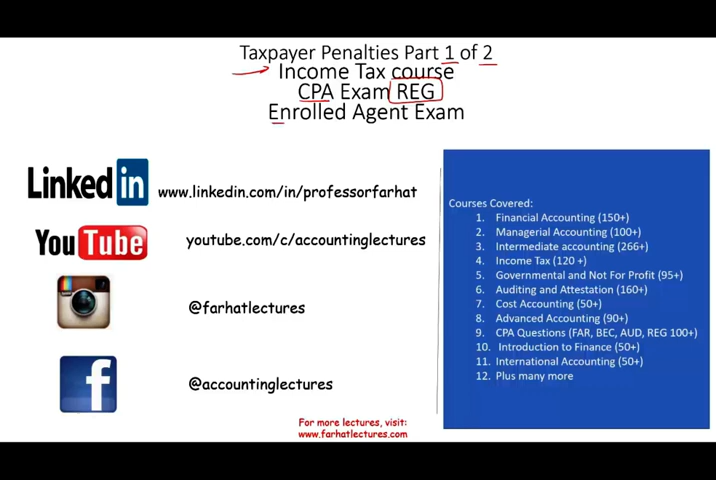 Taxpayer Penalties Part 1 of 2
Income Tax course
CPA Exam REG
Enrolled Agent Exam
Linked in
www.linkedin.com/in/professorfarhat
YouTube
youtube.com/c/accountinglectures
@farhatlectures
f
@accountinglectures
For more lectures, visit:
www.farhatlectures.com
Courses Covered:
1. Financial Accounting (150+)
2. Managerial Accounting (100+)
3. Intermediate accounting (266+)
4. Income Tax (120 +)
5. Governmental and Not For Profit (95+)
6. Auditing and Attestation (160+)
7. Cost Accounting (50+)
8. Advanced Accounting (90+)
9. CPA Questions (FAR, BEC, AUD, REG 100+)
10. Introduction to Finance (50+)
11. International Accounting (50+)
12. Plus many more